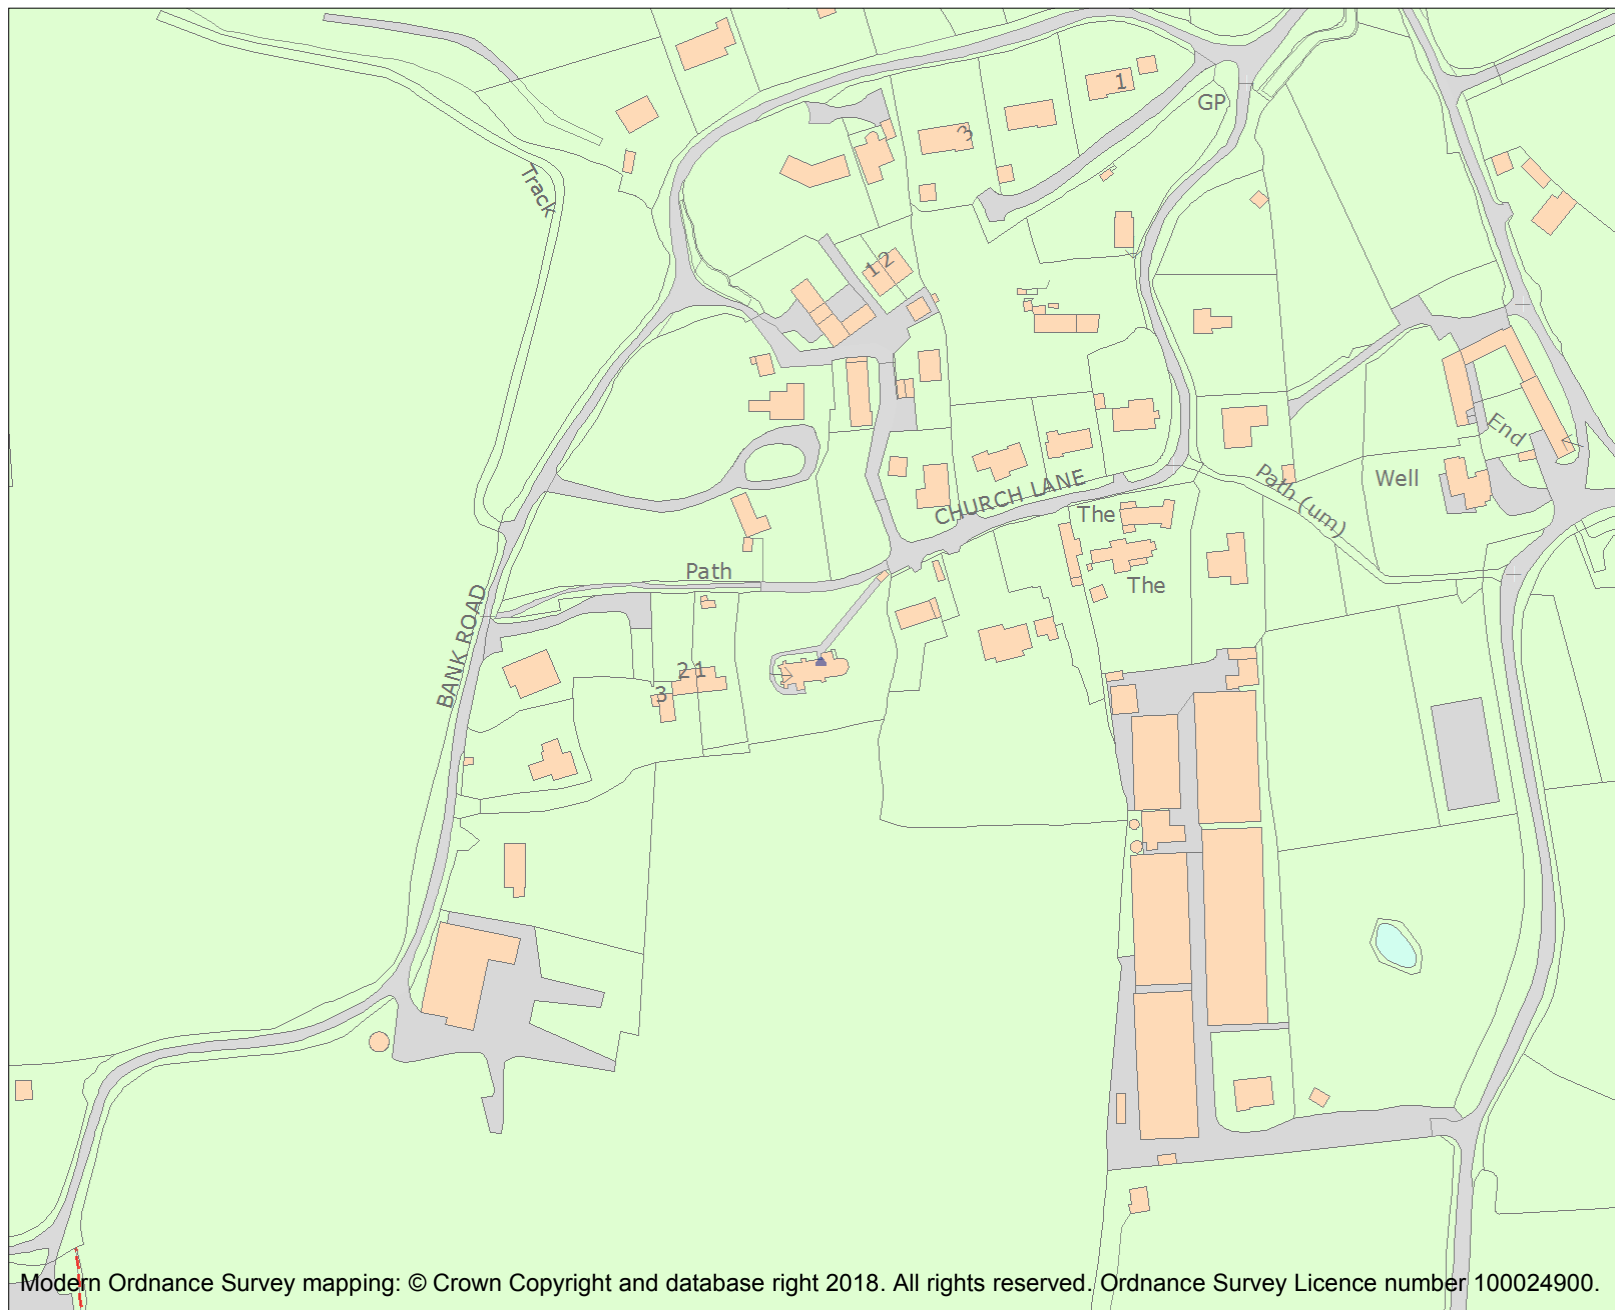 1
GP
3
Track
1 2
End
Well
Path (um)
CHURCH LANE
The
The
Path
BANK ROAD
2 1
3
Modern Ordnance Survey mapping: © Crown Copyright and database right 2018. All rights reserved. Ordnance Survey Licence number 100024900.